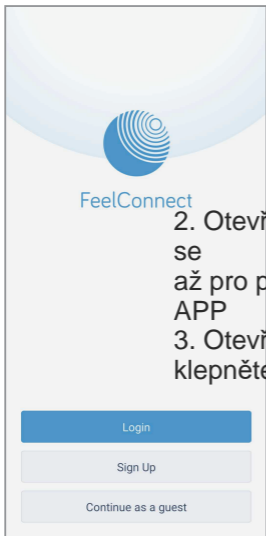 FeelConnect
2. Otevř
se
až pro p
APP
3. Otevř
klepněte
Login
Sign Up
Continue as a guest